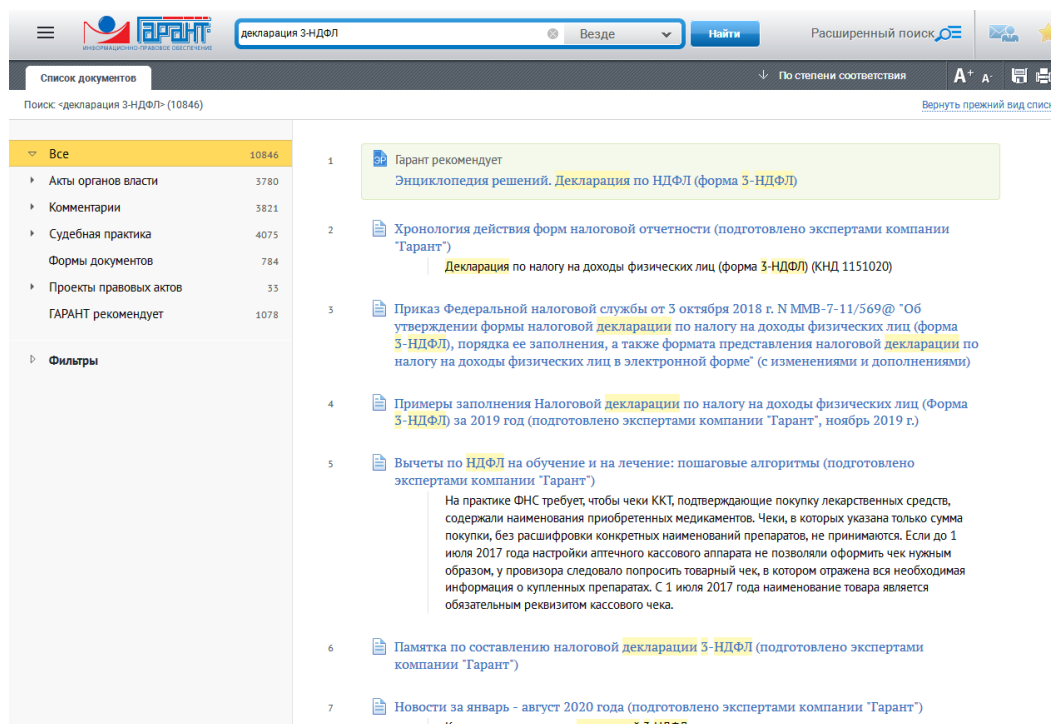 ГАРАНТ
ИНФОРМАЦИОННО-ПРАВОВОЕ ОБЕСПЕЧЕНИЕ
декларация 3-НДФЛ
Везде
Найти
Расширенный поиск
Список документов
По степени соответствия
A+ A-
Поиск: <декларация 3-НДФЛ> (10846)
Вернуть прежний вид списк
Все 10846
Акты органов власти 3780
Комментарии 3821
Судебная практика 4075
Формы документов 784
Проекты правовых актов 33
ГАРАНТ рекомендует 1078
Фильтры
1 ЭР Гарант рекомендует
Энциклопедия решений. Декларация по НДФЛ (форма 3-НДФЛ)
2 Хронология действия форм налоговой отчетности (подготовлено экспертами компании
"Гарант")
Декларация по налогу на доходы физических лиц (форма 3-НДФЛ) (КНД 1151020)
3 Приказ Федеральной налоговой службы от 3 октября 2018 г. N ММВ-7-11/569@ "Об
утверждении формы налоговой декларации по налогу на доходы физических лиц (форма
3-НДФЛ), порядка ее заполнения, а также формата представления налоговой декларации по
налогу на доходы физических лиц в электронной форме" (с изменениями и дополнениями)
4 Примеры заполнения Налоговой декларации по налогу на доходы физических лиц (Форма
3-НДФЛ) за 2019 год (подготовлено экспертами компании "Гарант", ноябрь 2019 г.)
5 Вычеты по НДФЛ на обучение и на лечение: пошаговые алгоритмы (подготовлено
экспертами компании "Гарант")
На практике ФНС требует, чтобы чеки ККТ, подтверждающие покупку лекарственных средств,
содержали наименования приобретенных медикаментов. Чеки, в которых указана только сумма
покупки, без расшифровки конкретных наименований препаратов, не принимаются. Если до 1
июля 2017 года настройки аптечного кассового аппарата не позволяли оформить чек нужным
образом, у провизора следовало попросить товарный чек, в котором отражена вся необходимая
информация о купленных препаратах. С 1 июля 2017 года наименование товара является
обязательным реквизитом кассового чека.
6 Памятка по составлению налоговой декларации 3-НДФЛ (подготовлено экспертами
компании "Гарант")
7 Новости за январь - август 2020 года (подготовлено экспертами компании "Гарант")